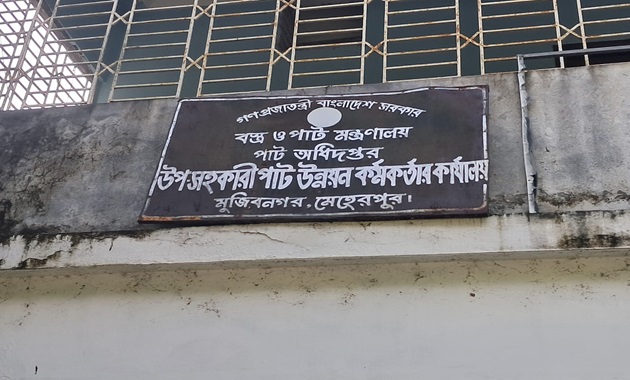 গণপ্রজাতন্ত্রী বাংলাদেশ সরকার
বস্ত্র ও পাট মন্ত্রণালয়
পাট অধিদপ্তর
উপ-সহকারী পাট উন্নয়ন কর্মকর্তার কার্যালয়
মুজিবনগর, মেহেরপুর।